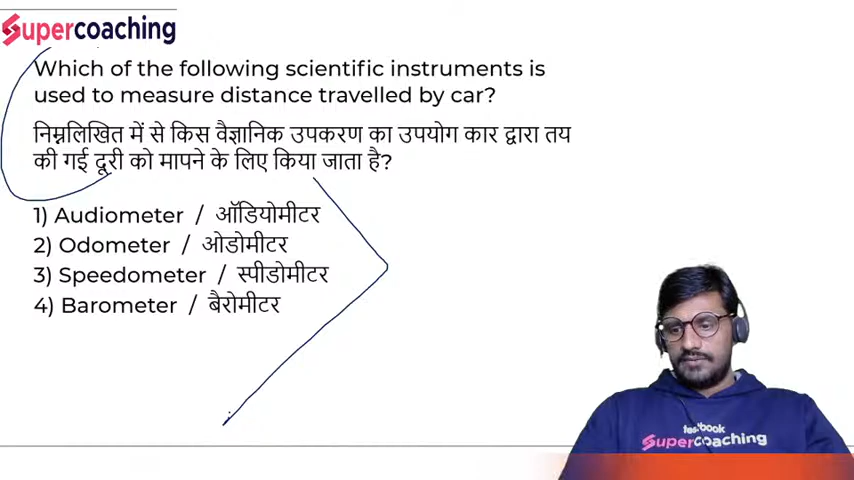 Supercoaching
Which of the following scientific instruments is
used to measure distance travelled by car?
निम्नलिखित में से किस वैज्ञानिक उपकरण का उपयोग कार द्वारा तय
की गई दूरी को मापने के लिए किया जाता है?
1) Audiometer / ऑडियोमीटर
2) Odometer / ओडोमीटर
3) Speedometer / स्पीडोमीटर
4) Barometer / बैरोमीटर
testbook
Supercoaching